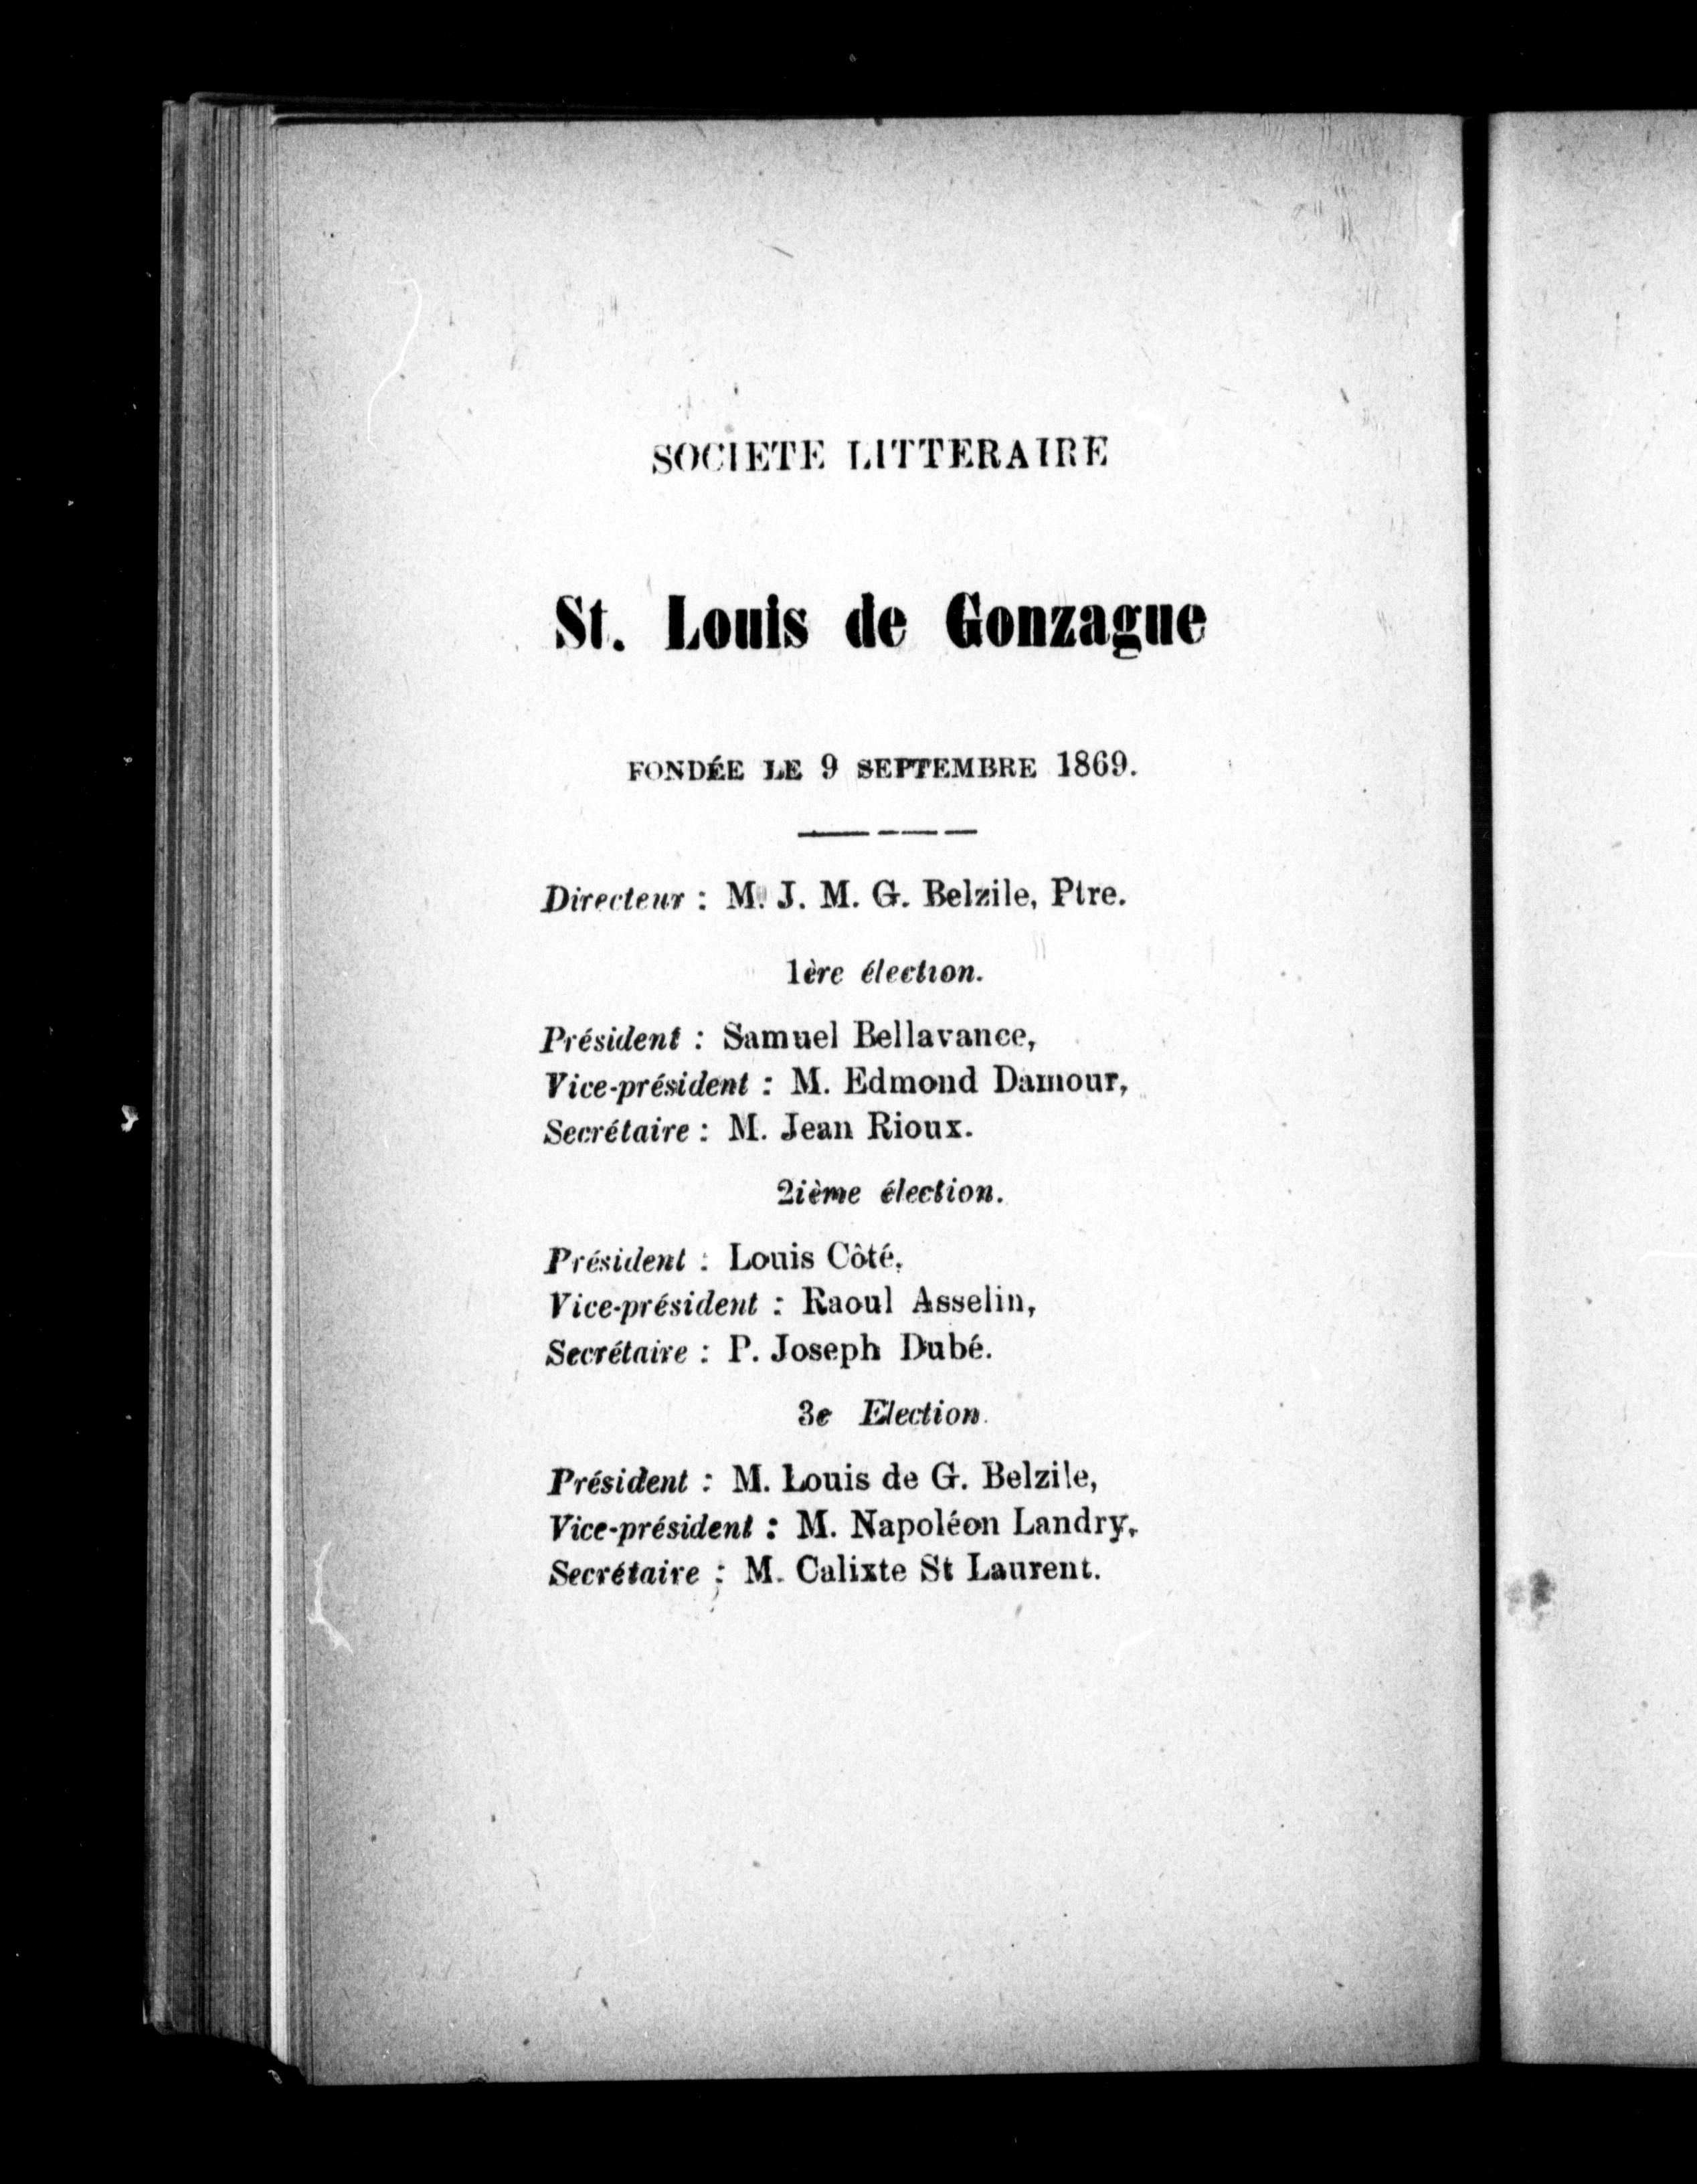 SOCIETE LITTERAIRE
St. Louis de Gonzague
FONDÉE LE 9 SEPTEMBRE 1869.
Directeur : M. J. M. G. Belzile, Ptre.
1ère élection.
Président : Samuel Bellavance,
Vice-président : M. Edmond Damour,
Secrétaire : M. Jean Rioux.
2ième élection.
Président : Louis Côté,
Vice-président : Raoul Asselin,
Secrétaire : P. Joseph Dubé.
3e Election.
Président : M. Louis de G. Belzile,
Vice-président : M. Napoléon Landry,
Secrétaire : M. Calixte St Laurent.